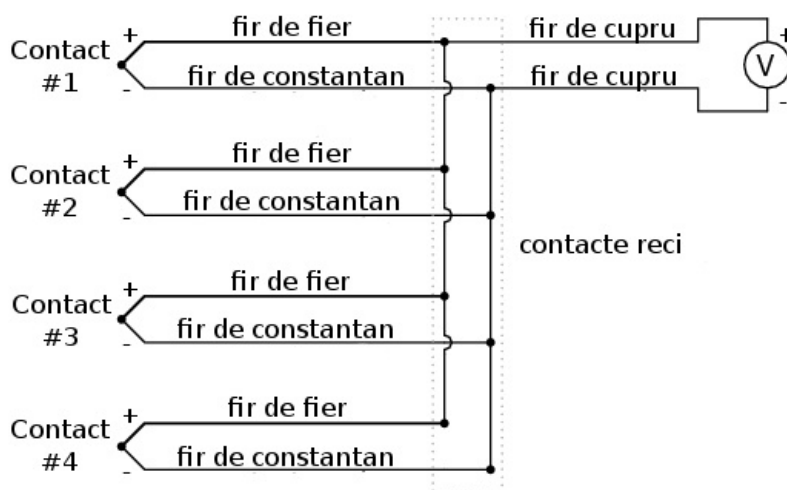 Contact
#1
+
-
fir de fier
fir de constantan
fir de cupru
fir de cupru
V
+
-
Contact
#2
+
-
fir de fier
fir de constantan
contacte reci
Contact
#3
+
-
fir de fier
fir de constantan
Contact
#4
+
-
fir de fier
fir de constantan